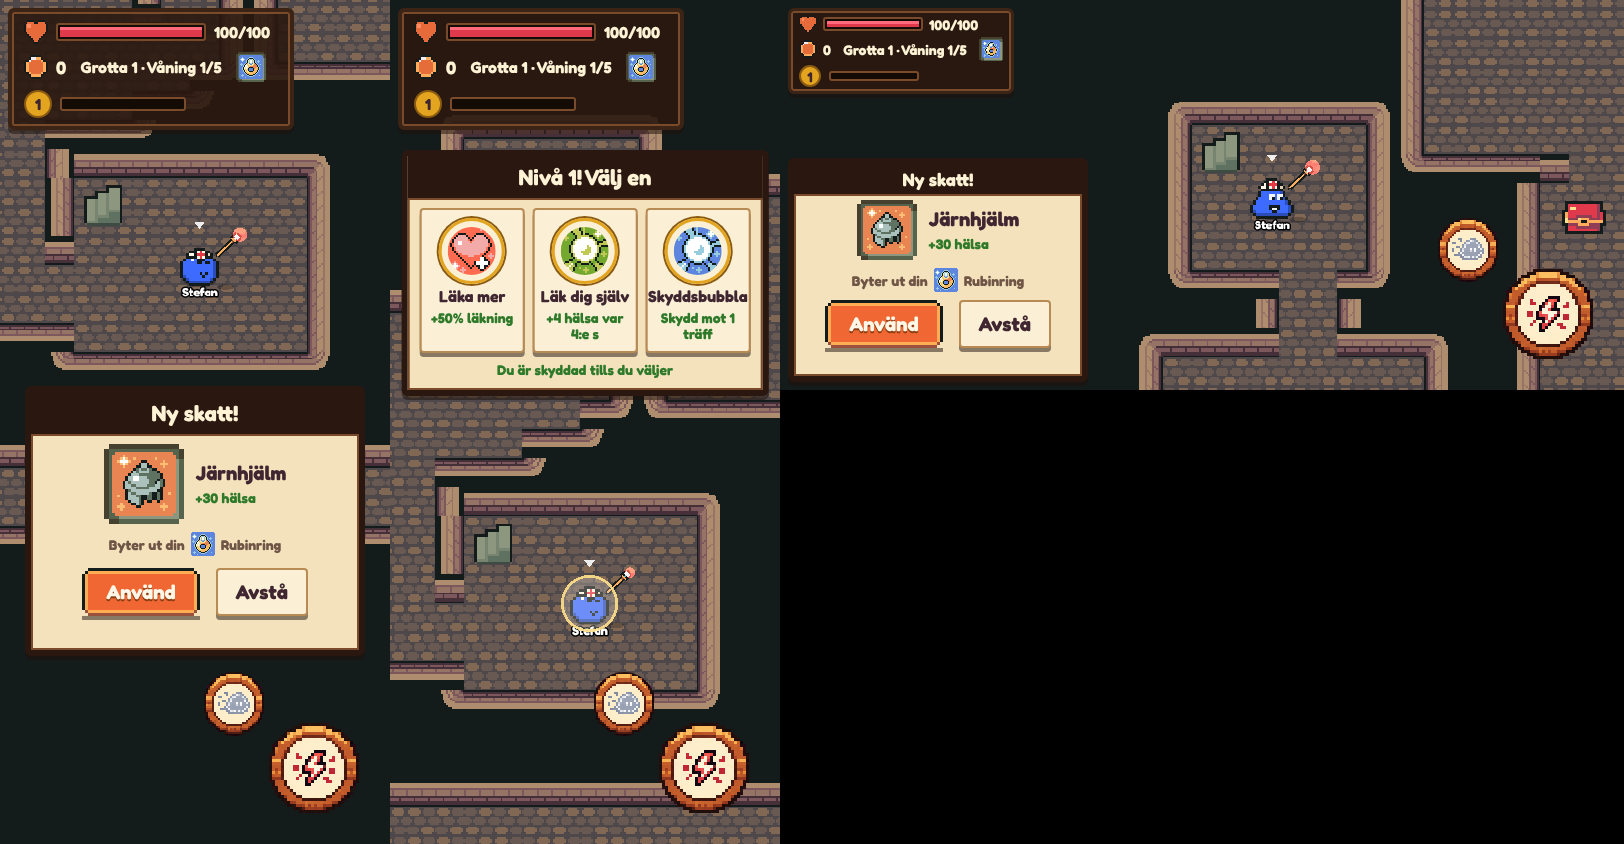 100/100
0 Grotta 1 · Våning 1/5
1
Stefan
Ny skatt!
Järnhjälm
+30 hälsa
Byter ut din Rubinring
Använd Avstå
100/100
0 Grotta 1 · Våning 1/5
1
Nivå 1! Välj en
Läka mer
+50% läkning
Läk dig själv
+4 hälsa var
4:e s
Skyddsbubbla
Skydd mot 1
träff
Du är skyddad tills du väljer
Stefan
100/100
0 Grotta 1 · Våning 1/5
1
Ny skatt!
Järnhjälm
+30 hälsa
Byter ut din Rubinring
Använd Avstå
Stefan